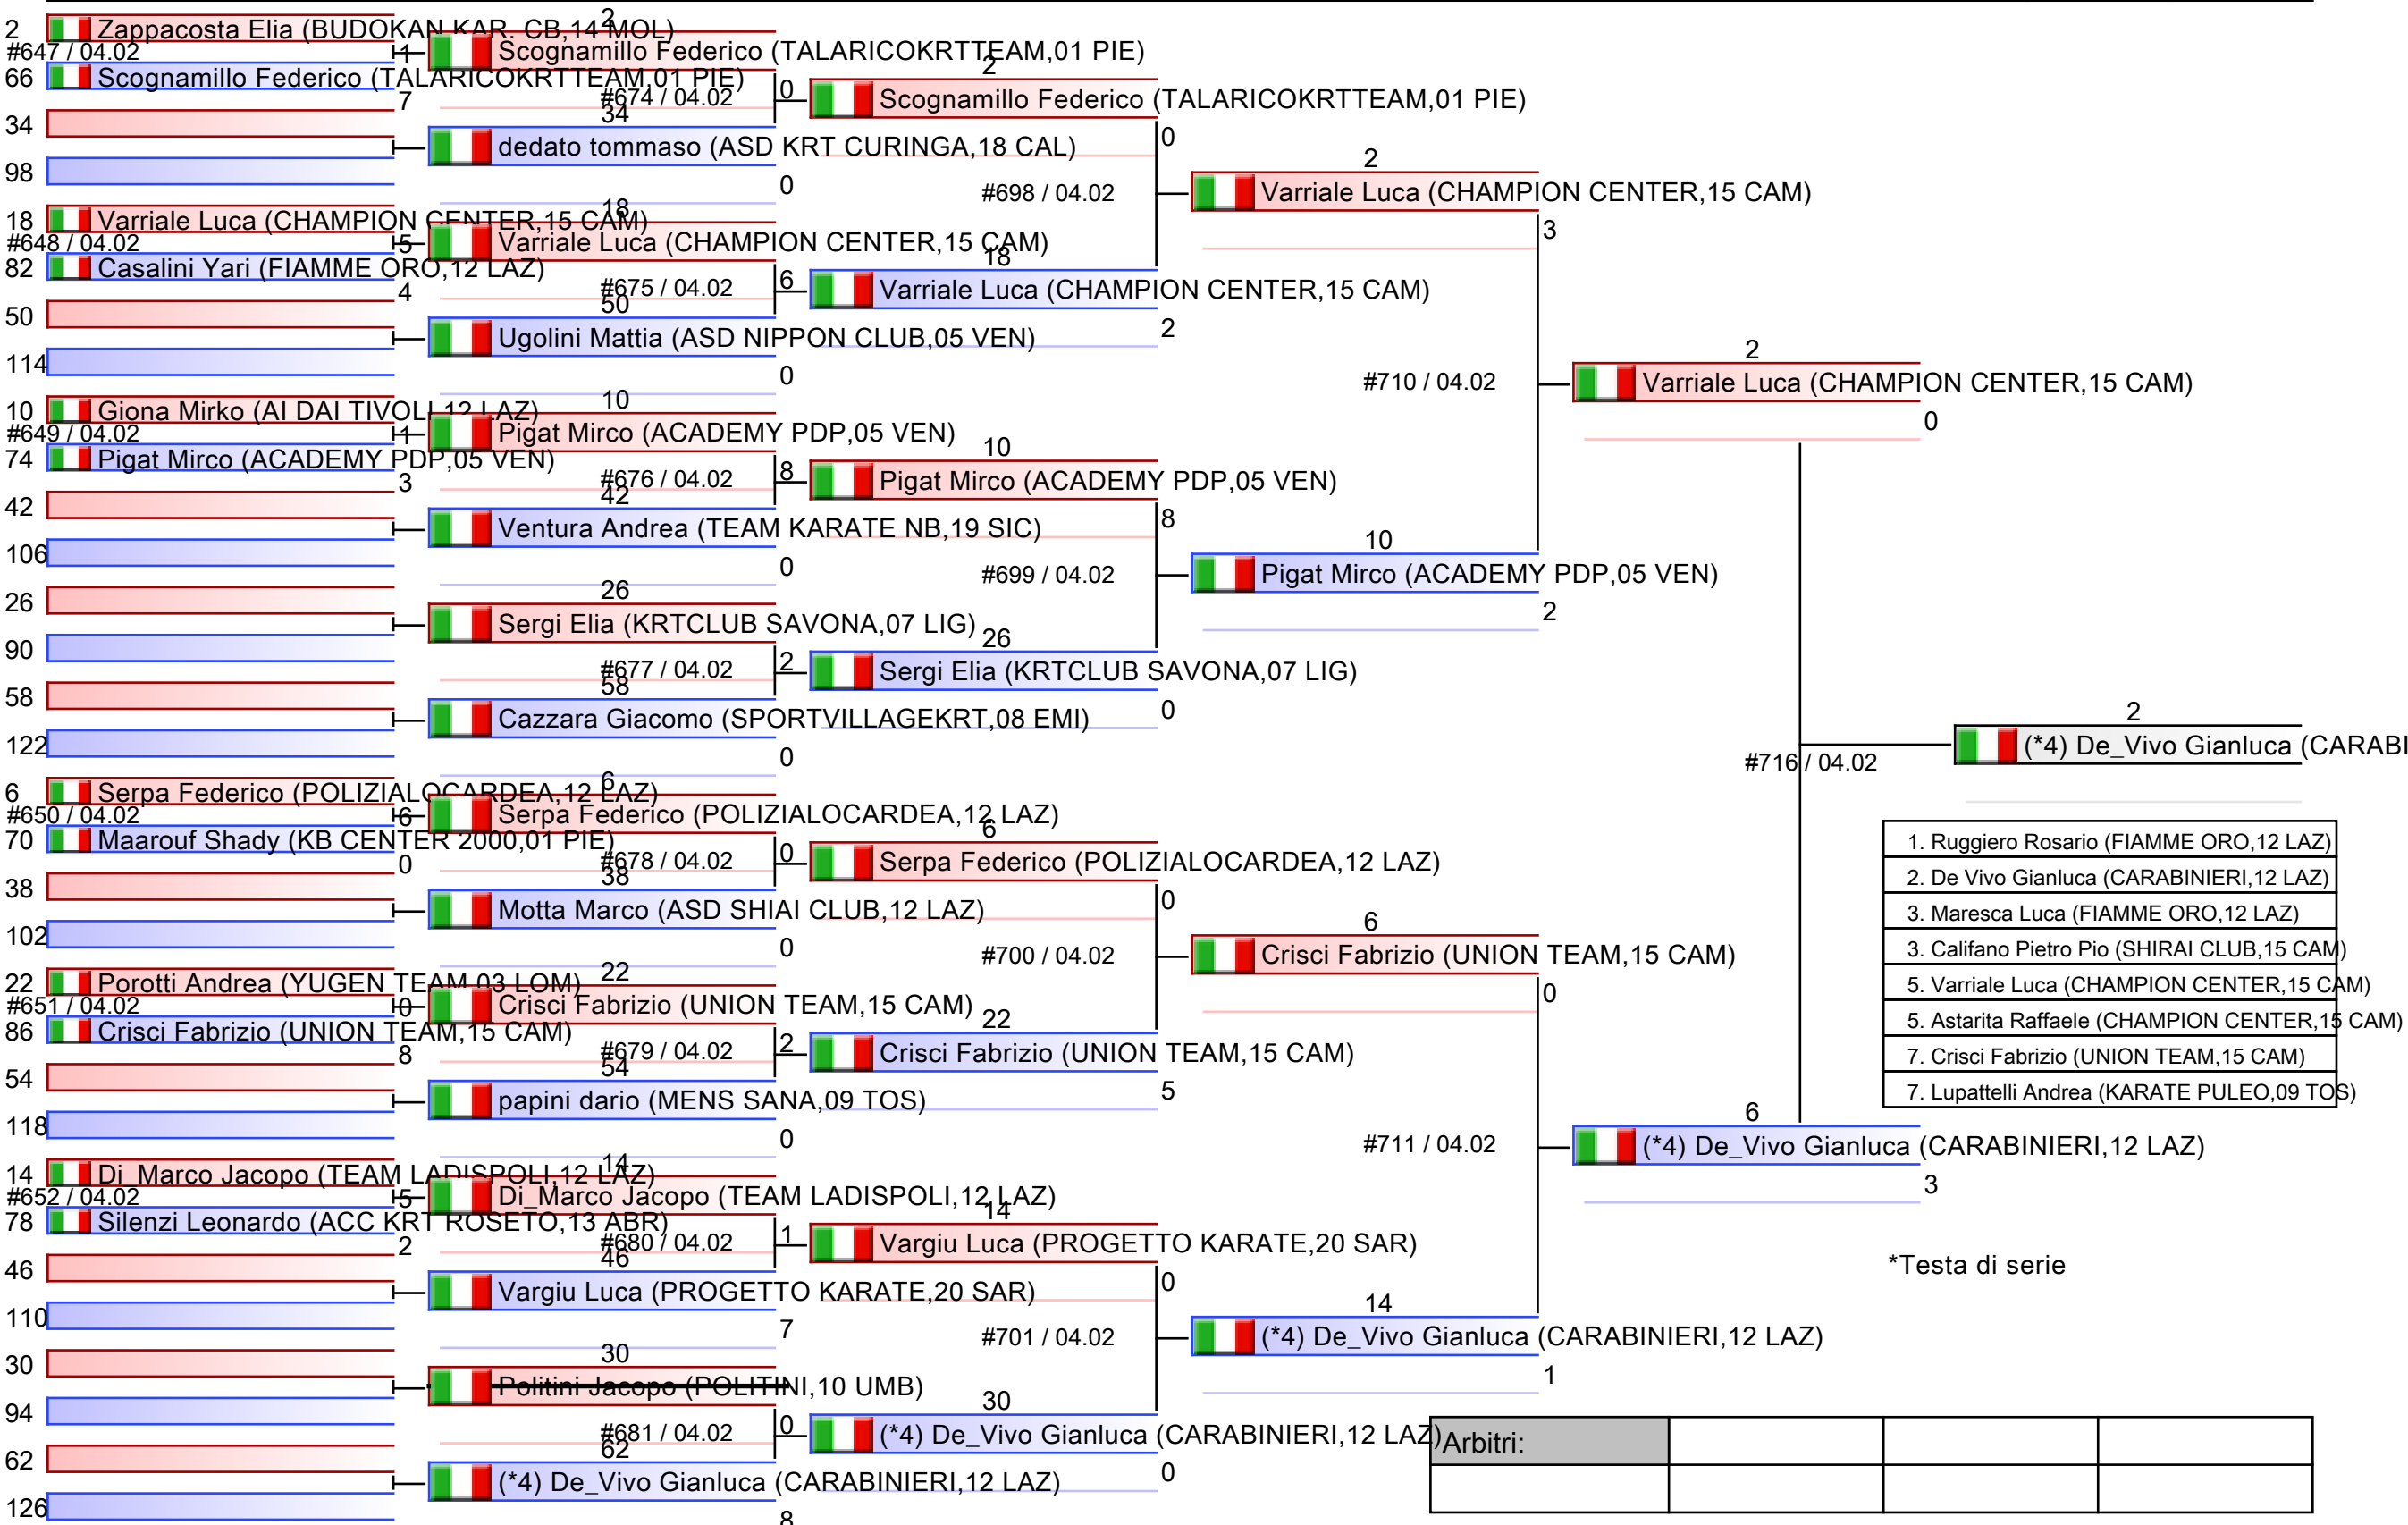 2 Zappacosta Elia (BUDOKAN KAR. CB,14 MOL)
#647 / 04.02
1
66 Scognamillo Federico (TALARICOKRTTEAM,01 PIE)
7
34
98
18 Varriale Luca (CHAMPION CENTER,15 CAM)
#648 / 04.02
5
82 Casalini Yari (FIAMME ORO,12 LAZ)
4
50
114
10 Giona Mirko (AI DAI TIVOLI,12 LAZ)
#649 / 04.02
1
74 Pigat Mirco (ACADEMY PDP,05 VEN)
3
42
106
26
90
58
122
6 Serpa Federico (POLIZIALOCARDEA,12 LAZ)
#650 / 04.02
6
70 Maarouf Shady (KB CENTER 2000,01 PIE)
0
38
102
22 Porotti Andrea (YUGEN TEAM,03 LOM)
#651 / 04.02
0
86 Crisci Fabrizio (UNION TEAM,15 CAM)
8
54
118
14 Di_Marco Jacopo (TEAM LADISPOLI,12 LAZ)
#652 / 04.02
5
78 Silenzi Leonardo (ACC KRT ROSETO,13 ABR)
2
46
110
30
94
62
126
2
Scognamillo Federico (TALARICOKRTTEAM,01 PIE)
0
#674 / 04.02
34
dedato tommaso (ASD KRT CURINGA,18 CAL)
0
18
Varriale Luca (CHAMPION CENTER,15 CAM)
6
#675 / 04.02
50
Ugolini Mattia (ASD NIPPON CLUB,05 VEN)
0
10
Pigat Mirco (ACADEMY PDP,05 VEN)
8
#676 / 04.02
42
Ventura Andrea (TEAM KARATE NB,19 SIC)
0
26
Sergi Elia (KRTCLUB SAVONA,07 LIG)
2
#677 / 04.02
58
Cazzara Giacomo (SPORTVILLAGEKRT,08 EMI)
0
6
Serpa Federico (POLIZIALOCARDEA,12 LAZ)
0
#678 / 04.02
38
Motta Marco (ASD SHIAI CLUB,12 LAZ)
0
22
Crisci Fabrizio (UNION TEAM,15 CAM)
2
#679 / 04.02
54
papini dario (MENS SANA,09 TOS)
0
14
Di_Marco Jacopo (TEAM LADISPOLI,12 LAZ)
1
#680 / 04.02
46
Vargiu Luca (PROGETTO KARATE,20 SAR)
7
30
Politini Jacopo (POLITINI,10 UMB)
0
#681 / 04.02
62
(*4) De_Vivo Gianluca (CARABINIERI,12 LAZ)
8
2
Scognamillo Federico (TALARICOKRTTEAM,01 PIE)
0
#698 / 04.02
18
Varriale Luca (CHAMPION CENTER,15 CAM)
2
10
Pigat Mirco (ACADEMY PDP,05 VEN)
8
#699 / 04.02
26
Sergi Elia (KRTCLUB SAVONA,07 LIG)
0
6
Serpa Federico (POLIZIALOCARDEA,12 LAZ)
0
#700 / 04.02
22
Crisci Fabrizio (UNION TEAM,15 CAM)
5
14
Vargiu Luca (PROGETTO KARATE,20 SAR)
0
#701 / 04.02
30
(*4) De_Vivo Gianluca (CARABINIERI,12 LAZ)
0
2
Varriale Luca (CHAMPION CENTER,15 CAM)
3
#710 / 04.02
10
Pigat Mirco (ACADEMY PDP,05 VEN)
2
6
Crisci Fabrizio (UNION TEAM,15 CAM)
0
#711 / 04.02
14
(*4) De_Vivo Gianluca (CARABINIERI,12 LAZ)
1
2
Varriale Luca (CHAMPION CENTER,15 CAM)
0
#716 / 04.02
6
(*4) De_Vivo Gianluca (CARABINIERI,12 LAZ)
3
2
(*4) De_Vivo Gianluca (CARABI
1. Ruggiero Rosario (FIAMME ORO,12 LAZ)
2. De Vivo Gianluca (CARABINIERI,12 LAZ)
3. Maresca Luca (FIAMME ORO,12 LAZ)
3. Califano Pietro Pio (SHIRAI CLUB,15 CAM)
5. Varriale Luca (CHAMPION CENTER,15 CAM)
5. Astarita Raffaele (CHAMPION CENTER,15 CAM)
7. Crisci Fabrizio (UNION TEAM,15 CAM)
7. Lupattelli Andrea (KARATE PULEO,09 TOS)
*Testa di serie
Arbitri: